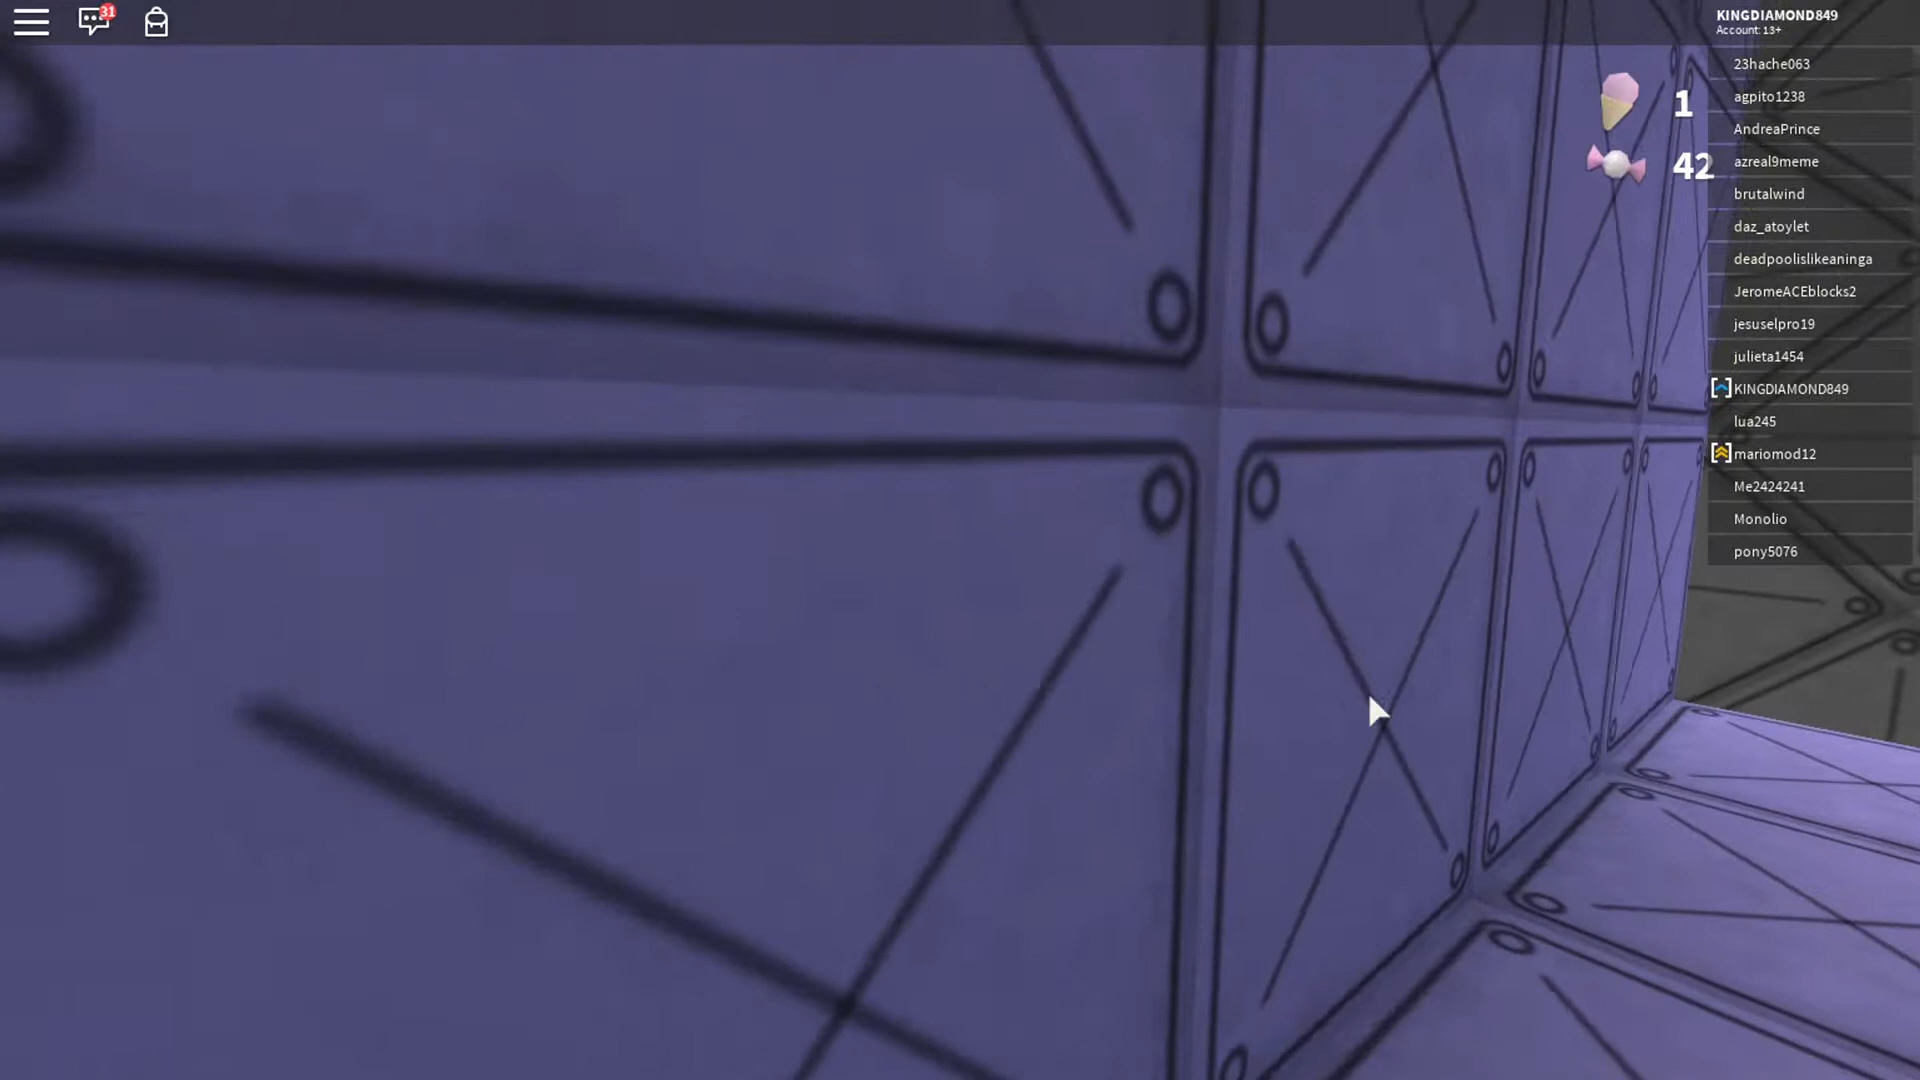 31
KINGDIAMOND849
Account: 13+
1
42
23hache063
agpito1238
AndreaPrince
azreal9meme
brutalwind
daz_atoylet
deadpoolislikeaninga
JeromeACEblocks2
jesuselpro19
julieta1454
KINGDIAMOND849
lua245
mariomod12
Me2424241
Monolio
pony5076